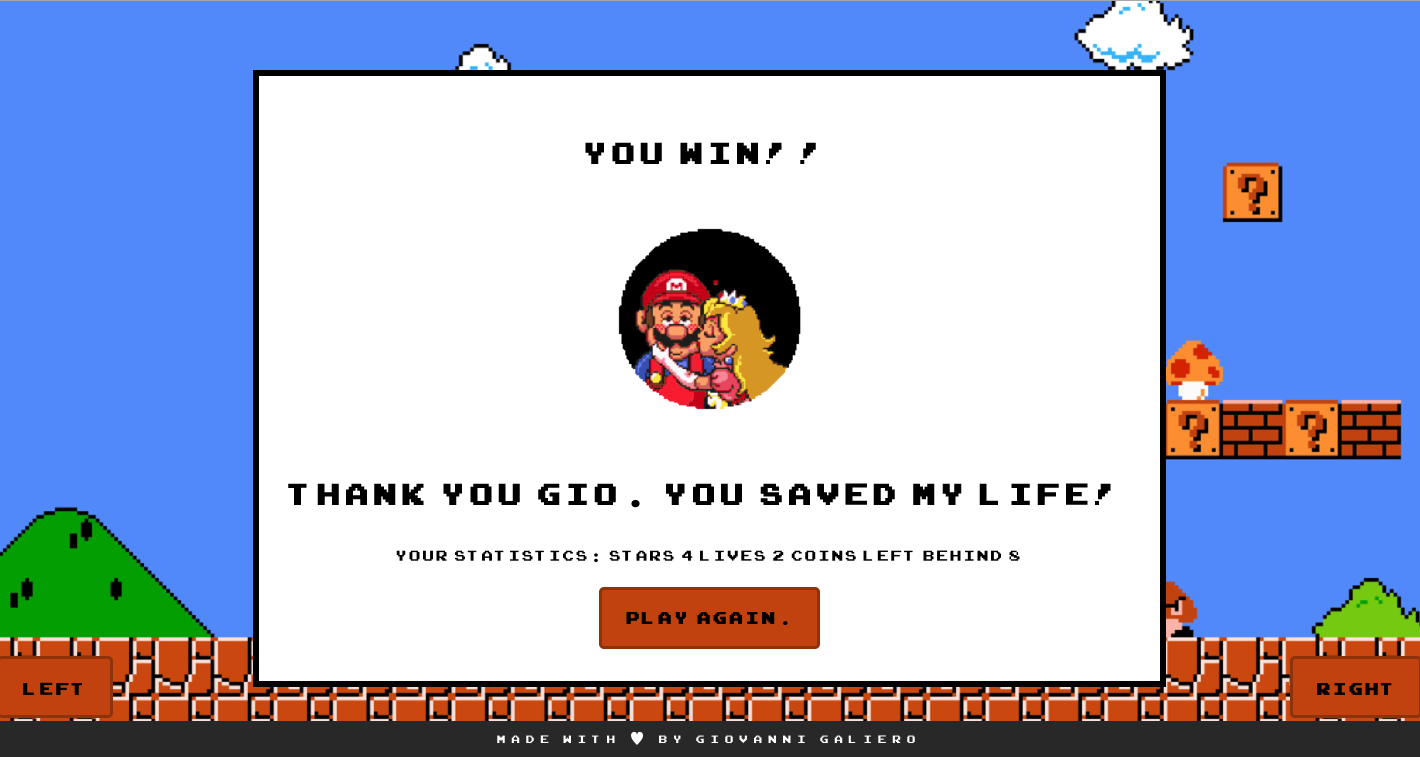 YOU WIN!!
THANK YOU GIO. YOU SAVED MY LIFE!
YOUR STATISTICS: STARS 4 LIVES 2 COINS LEFT BEHIND 8
PLAY AGAIN.
LEFT
RIGHT
MADE WITH ♥ BY GIOVANNI GALIERO